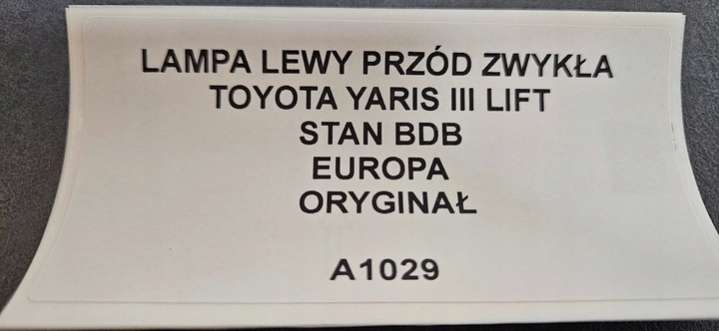 LAMPA LEWY PRZÓD ZWYKŁA
TOYOTA YARIS III LIFT
STAN BDB
EUROPA
ORYGINAŁ
A1029